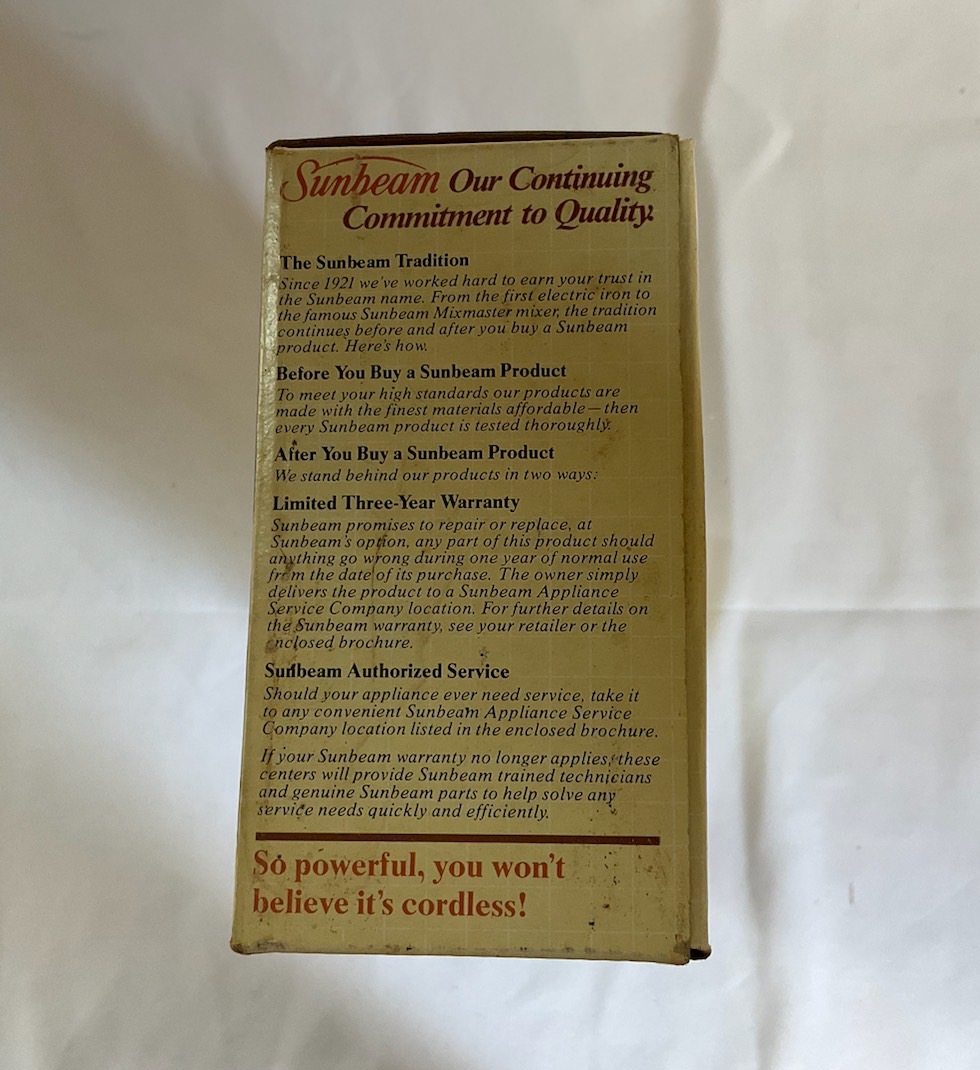 Sunbeam Our Continuing
Commitment to Quality.
The Sunbeam Tradition
Since 1921 we've worked hard to earn your trust in
the Sunbeam name. From the first electric iron to
the famous Sunbeam Mixmaster mixer, the tradition
continues before and after you buy a Sunbeam
product. Here's how.
Before You Buy a Sunbeam Product
To meet your high standards our products are
made with the finest materials affordable—then
every Sunbeam product is tested thoroughly.
After You Buy a Sunbeam Product
We stand behind our products in two ways:
Limited Three-Year Warranty
Sunbeam promises to repair or replace, at
Sunbeam's option, any part of this product should
anything go wrong during one year of normal use
from the date of its purchase. The owner simply
delivers the product to a Sunbeam Appliance
Service Company location. For further details on
the Sunbeam warranty, see your retailer or the
enclosed brochure.
Sunbeam Authorized Service
Should your appliance ever need service, take it
to any convenient Sunbeam Appliance Service
Company location listed in the enclosed brochure.
If your Sunbeam warranty no longer applies, these
centers will provide Sunbeam trained technicians
and genuine Sunbeam parts to help solve any
service needs quickly and efficiently.
So powerful, you won't
believe it's cordless!